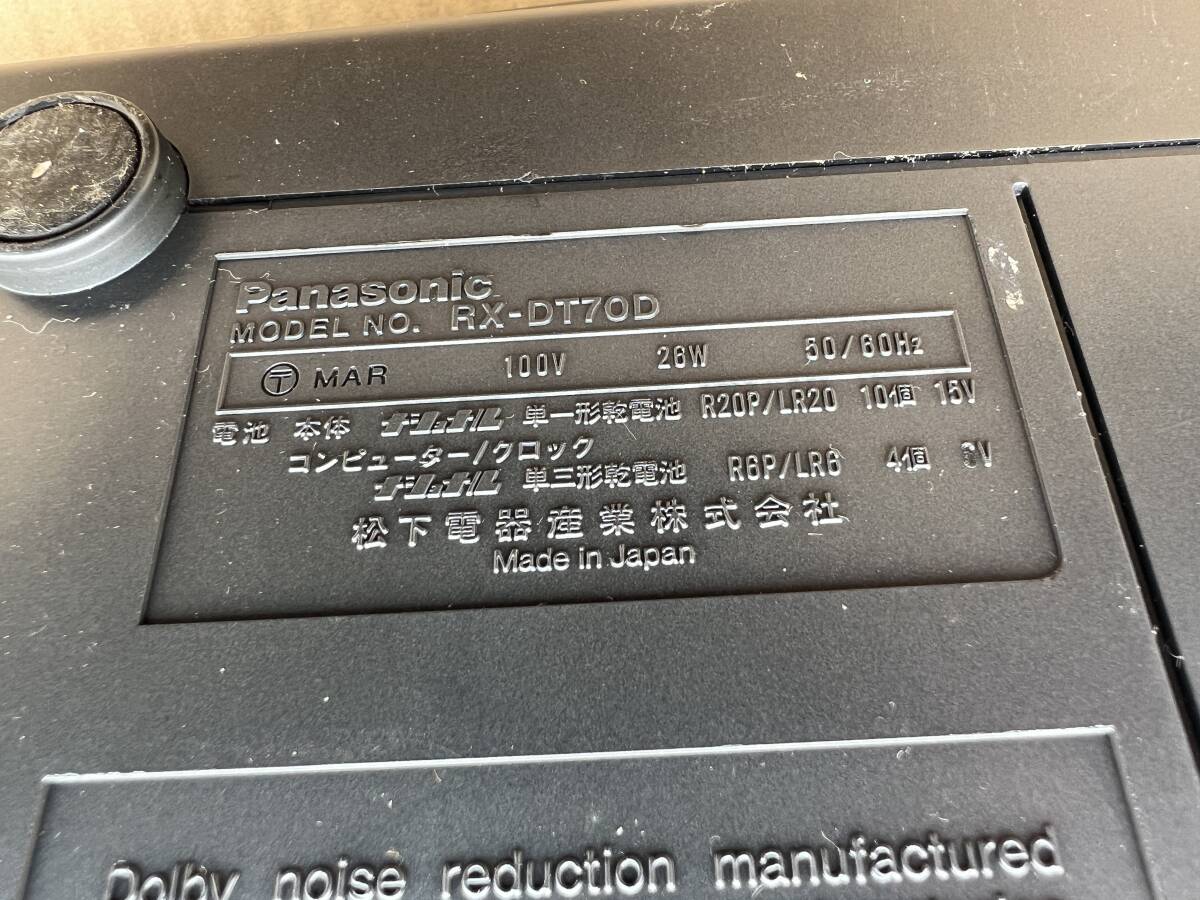 Panasonic
MODEL NO. RX-DT70D
〒 MAR 100V 26W 50/60Hz
電池 本体 ナショナル 単一形乾電池 R20P/LR20 10個 15V
コンピューター/クロック
ナショナル 単三形乾電池 R6P/LR6 4個 6V
松下電器産業株式会社
Made in Japan
Dolby noise reduction manufactured